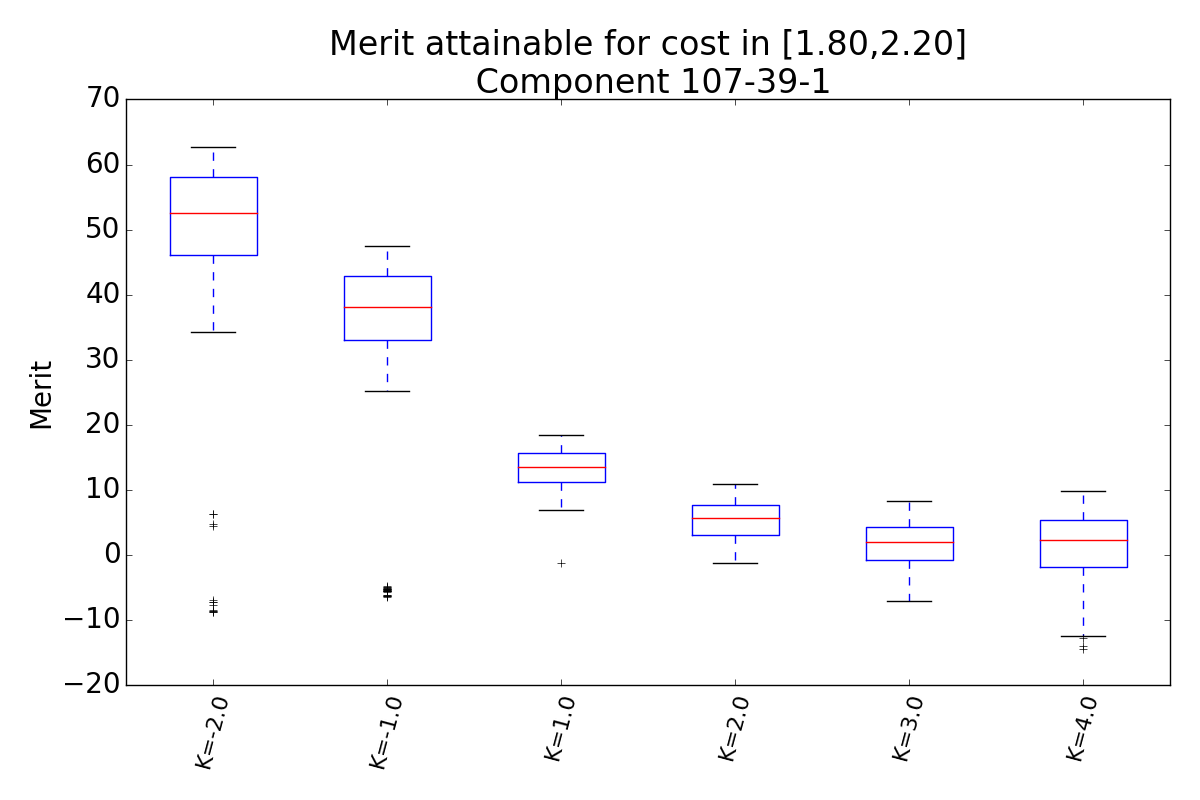 Merit attainable for cost in [1.80,2.20]
Component 107-39-1
70
60
50
40
30
20
10
0
−10
−20
Merit
K=-2.0
K=-1.0
K=1.0
K=2.0
K=3.0
K=4.0